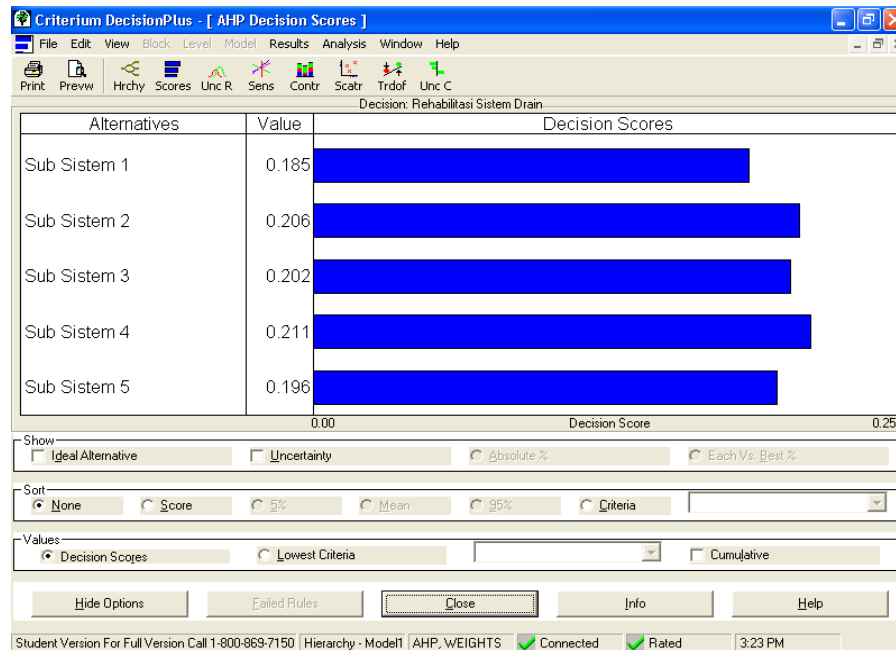 Criterium DecisionPlus - [ AHP Decision Scores ]
File Edit View Block Level Model Results Analysis Window Help
Print Prevw Hrchy Scores Unc R Sens Contr Scatr Trdof Unc C
Decision: Rehabilitasi Sistem Drain
Alternatives Value Decision Scores
Sub Sistem 1 0.185
Sub Sistem 2 0.206
Sub Sistem 3 0.202
Sub Sistem 4 0.211
Sub Sistem 5 0.196
0.00 Decision Score 0.25
Show
Ideal Alternative Uncertainty Absolute % Each Vs. Best %
Sort
None Score 5% Mean 95% Criteria
Values
Decision Scores Lowest Criteria Cumulative
Hide Options Failed Rules Close Info Help
Student Version For Full Version Call 1-800-869-7150 Hierarchy - Model1 AHP, WEIGHTS Connected Rated 3:23 PM